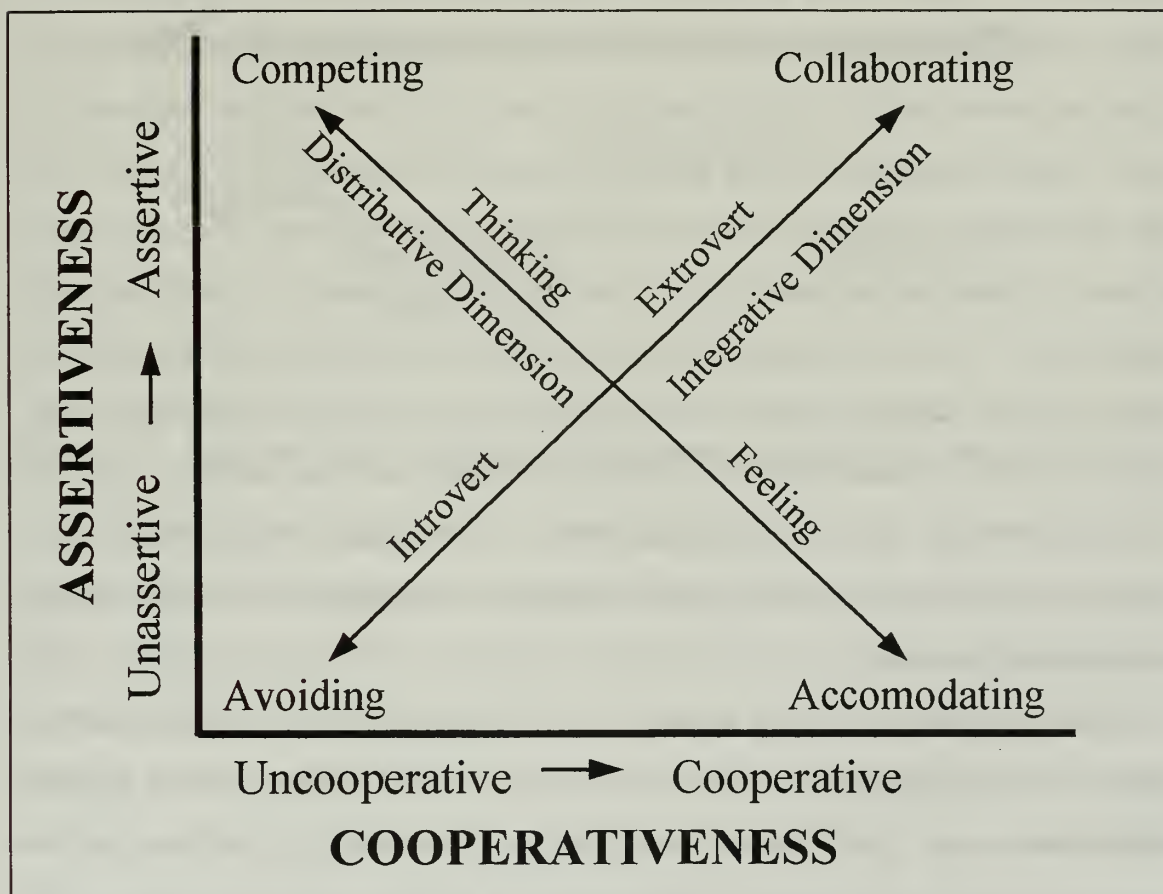 Competing
Collaborating
ASSERTIVENESS
Unassertive → Assertive
Distributive Dimension
Thinking
Extrovert
Integrative Dimension
Introvert
Feeling
Avoiding
Accomodating
Uncooperative → Cooperative
COOPERATIVENESS